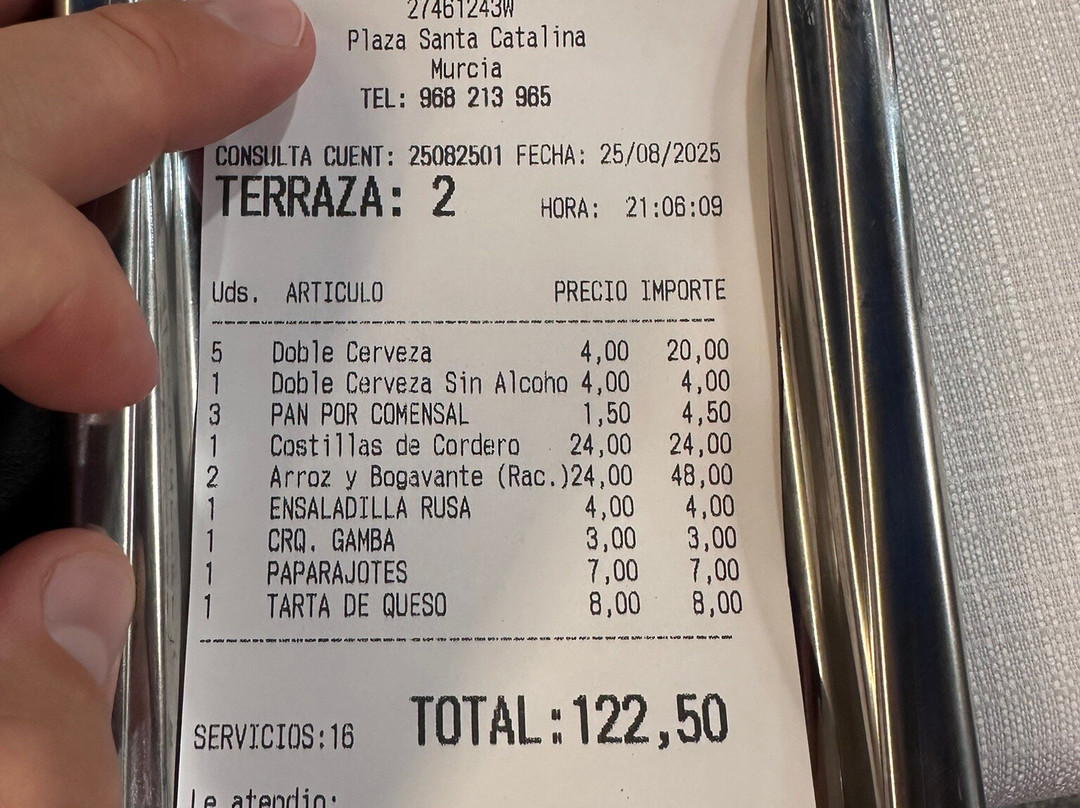 27461243W
Plaza Santa Catalina
Murcia
TEL: 968 213 965
CONSULTA CUENT: 25082501 FECHA: 25/08/2025
TERRAZA: 2 HORA: 21:06:09
Uds. ARTICULO PRECIO IMPORTE
5 Doble Cerveza 4,00 20,00
1 Doble Cerveza Sin Alcoho 4,00 4,00
3 PAN POR COMENSAL 1,50 4,50
1 Costillas de Cordero 24,00 24,00
2 Arroz y Bogavante (Rac.)24,00 48,00
1 ENSALADILLA RUSA 4,00 4,00
1 CRQ. GAMBA 3,00 3,00
1 PAPARAJOTES 7,00 7,00
1 TARTA DE QUESO 8,00 8,00
SERVICIOS:16 TOTAL:122,50
Le atendio: